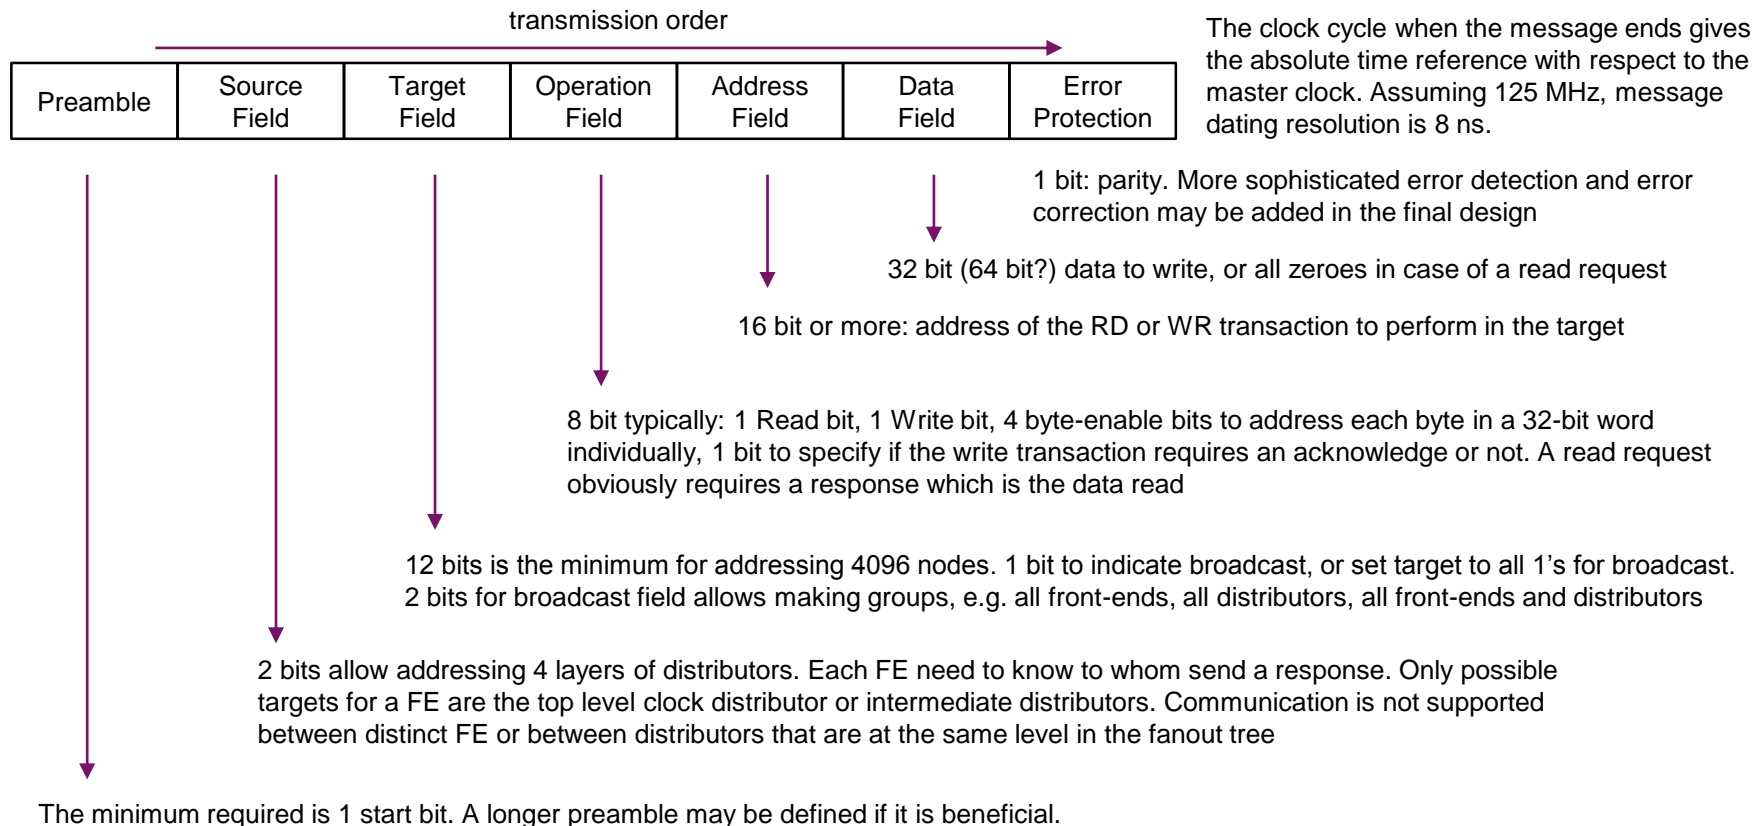 transmission order
The clock cycle when the message ends gives
the absolute time reference with respect to the
master clock. Assuming 125 MHz, message
dating resolution is 8 ns.
Preamble
Source
Field
Target
Field
Operation
Field
Address
Field
Data
Field
Error
Protection
1 bit: parity. More sophisticated error detection and error
correction may be added in the final design
32 bit (64 bit?) data to write, or all zeroes in case of a read request
16 bit or more: address of the RD or WR transaction to perform in the target
8 bit typically: 1 Read bit, 1 Write bit, 4 byte-enable bits to address each byte in a 32-bit word
individually, 1 bit to specify if the write transaction requires an acknowledge or not. A read request
obviously requires a response which is the data read
12 bits is the minimum for addressing 4096 nodes. 1 bit to indicate broadcast, or set target to all 1’s for broadcast.
2 bits for broadcast field allows making groups, e.g. all front-ends, all distributors, all front-ends and distributors
2 bits allow addressing 4 layers of distributors. Each FE need to know to whom send a response. Only possible
targets for a FE are the top level clock distributor or intermediate distributors. Communication is not supported
between distinct FE or between distributors that are at the same level in the fanout tree
The minimum required is 1 start bit. A longer preamble may be defined if it is beneficial.